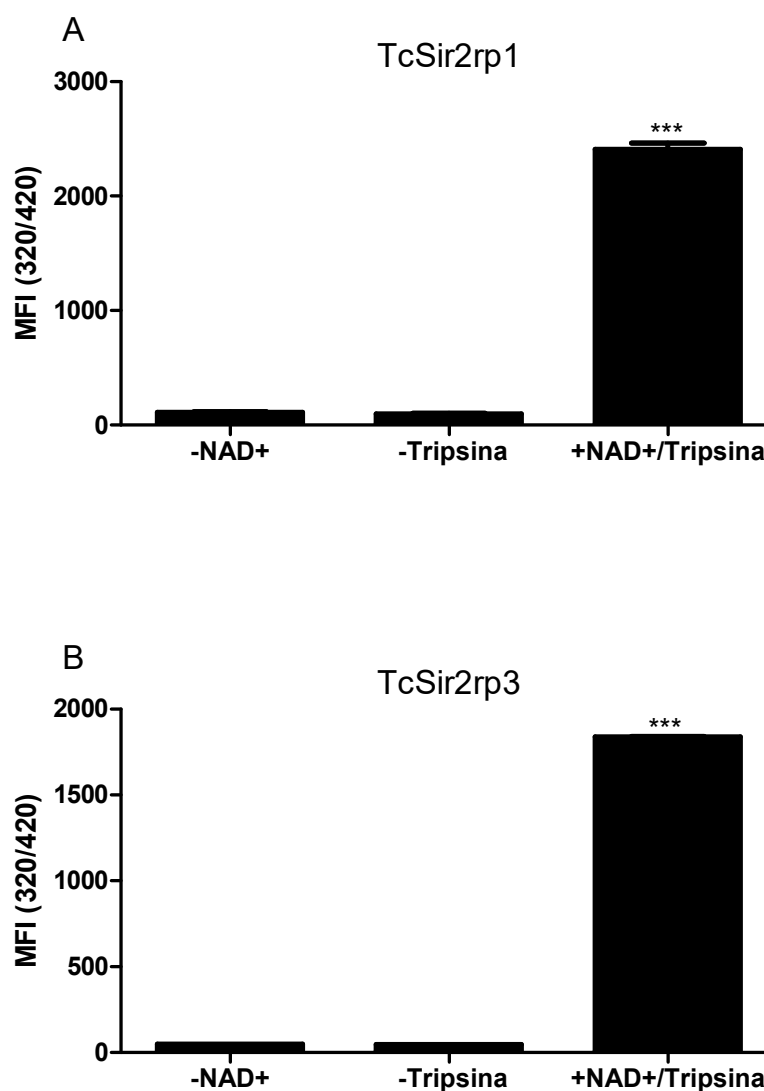 A
TcSir2rp1
MFI (320/420)
3000
2000
1000
0
***
-NAD+ -Tripsina +NAD+/Tripsina
B
TcSir2rp3
MFI (320/420)
2000
1500
1000
500
0
***
-NAD+ -Tripsina +NAD+/Tripsina